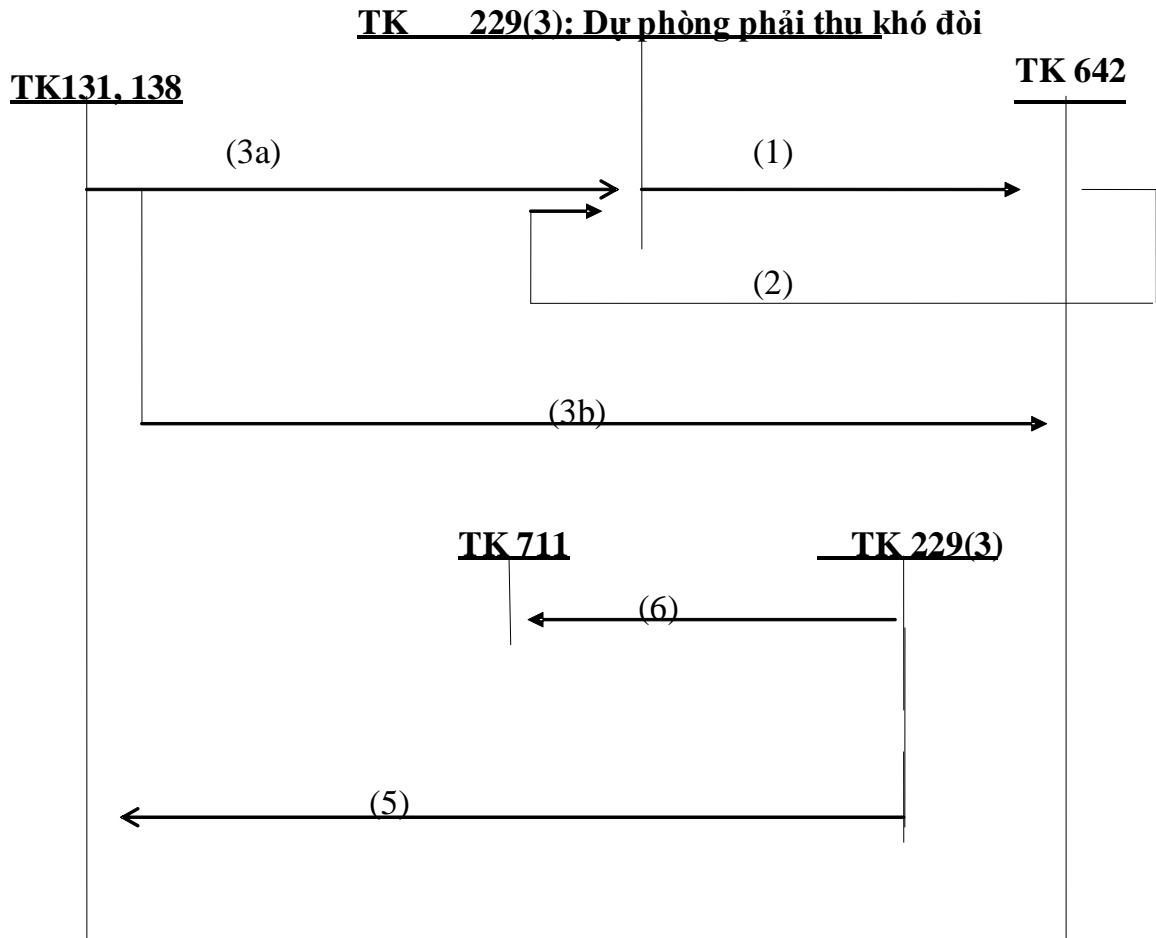 TK 229(3): Dự phòng phải thu khó đòi
TK131, 138
TK 642
(3a)
(1)
(2)
(3b)
TK 711
TK 229(3)
(6)
(5)